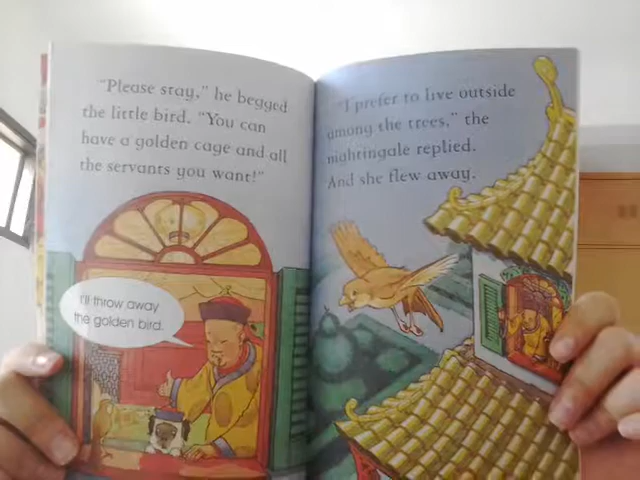 "Please stay," he begged
the little bird. "You can
have a golden cage and all
the servants you want!"
I'll throw away
the golden bird.
"I prefer to live outside
among the trees," the
nightingale replied.
And she flew away.